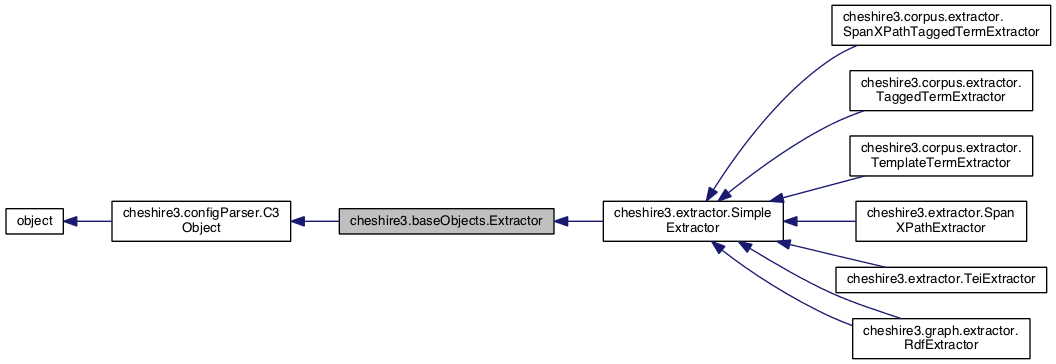 cheshire3.corpus.extractor.
SpanXPathTaggedTermExtractor
cheshire3.corpus.extractor.
TaggedTermExtractor
cheshire3.corpus.extractor.
TemplateTermExtractor
object
cheshire3.configParser.C3
Object
cheshire3.baseObjects.Extractor
cheshire3.extractor.Simple
Extractor
cheshire3.extractor.Span
XPathExtractor
cheshire3.extractor.TeiExtractor
cheshire3.graph.extractor.
RdfExtractor